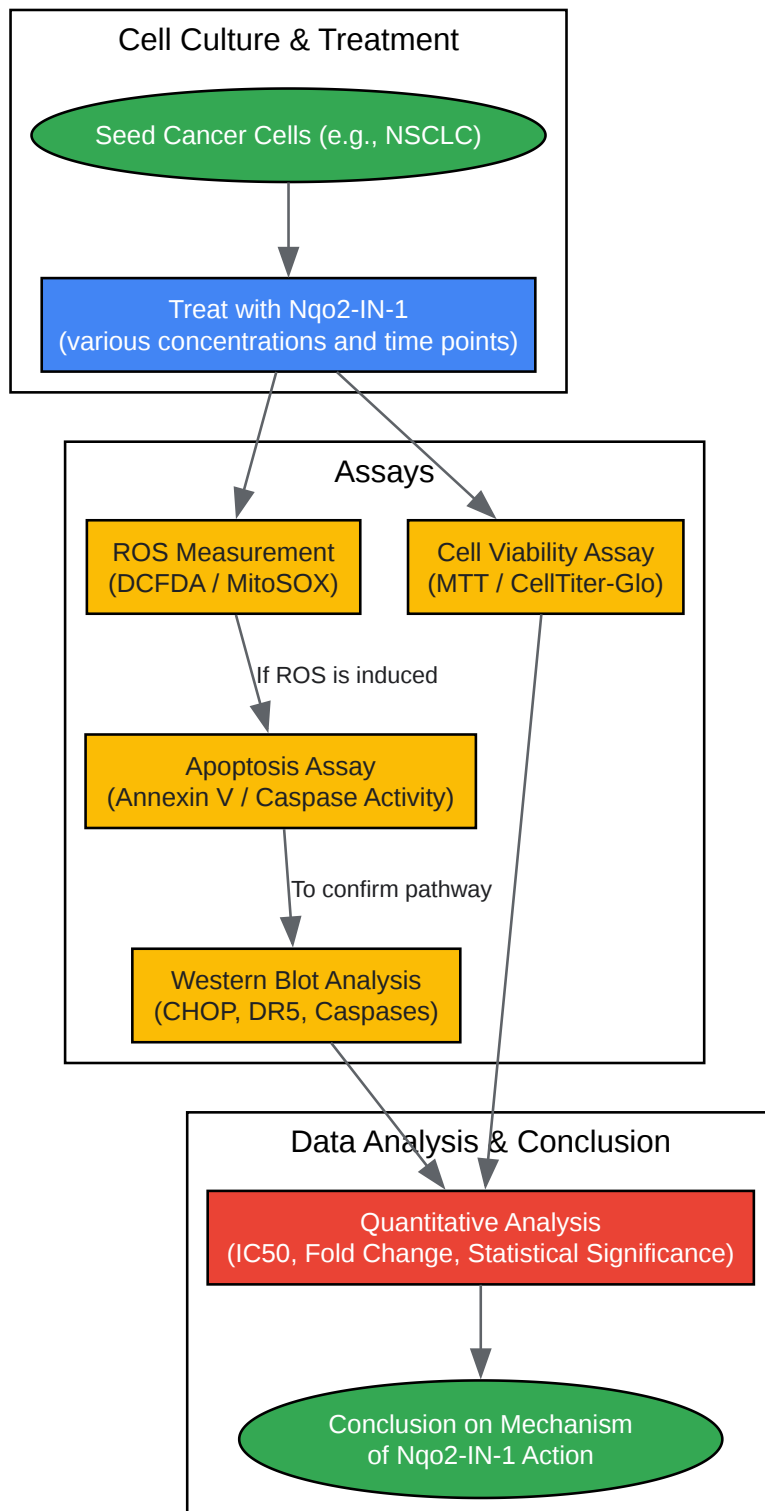 Cell Culture & Treatment
Seed Cancer Cells (e.g., NSCLC)
Treat with Nqo2-IN-1
(various concentrations and time points)
Assays
ROS Measurement
(DCFDA / MitoSOX)
Cell Viability Assay
(MTT / CellTiter-Glo)
If ROS is induced
Apoptosis Assay
(Annexin V / Caspase Activity)
To confirm pathway
Western Blot Analysis
(CHOP, DR5, Caspases)
Data Analysis & Conclusion
Quantitative Analysis
(IC50, Fold Change, Statistical Significance)
Conclusion on Mechanism
of Nqo2-IN-1 Action